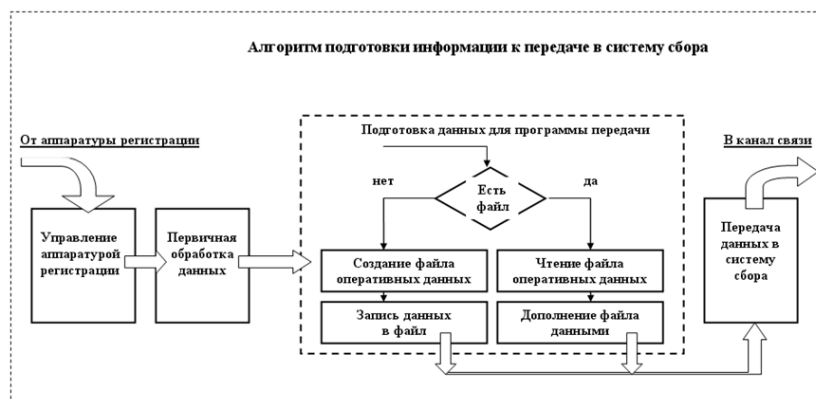 Алгоритм подготовки информации к передаче в систему сбора
От аппаратуры регистрации
Подготовка данных для программы передачи
В канал связи
нет
да
Есть
файл
Управление
аппаратурой
регистрации
Первичная
обработка
данных
Создание файла
оперативных данных
Чтение файла
оперативных данных
Запись данных
в файл
Дополнение файла
данными
Передача
данных в
систему
сбора